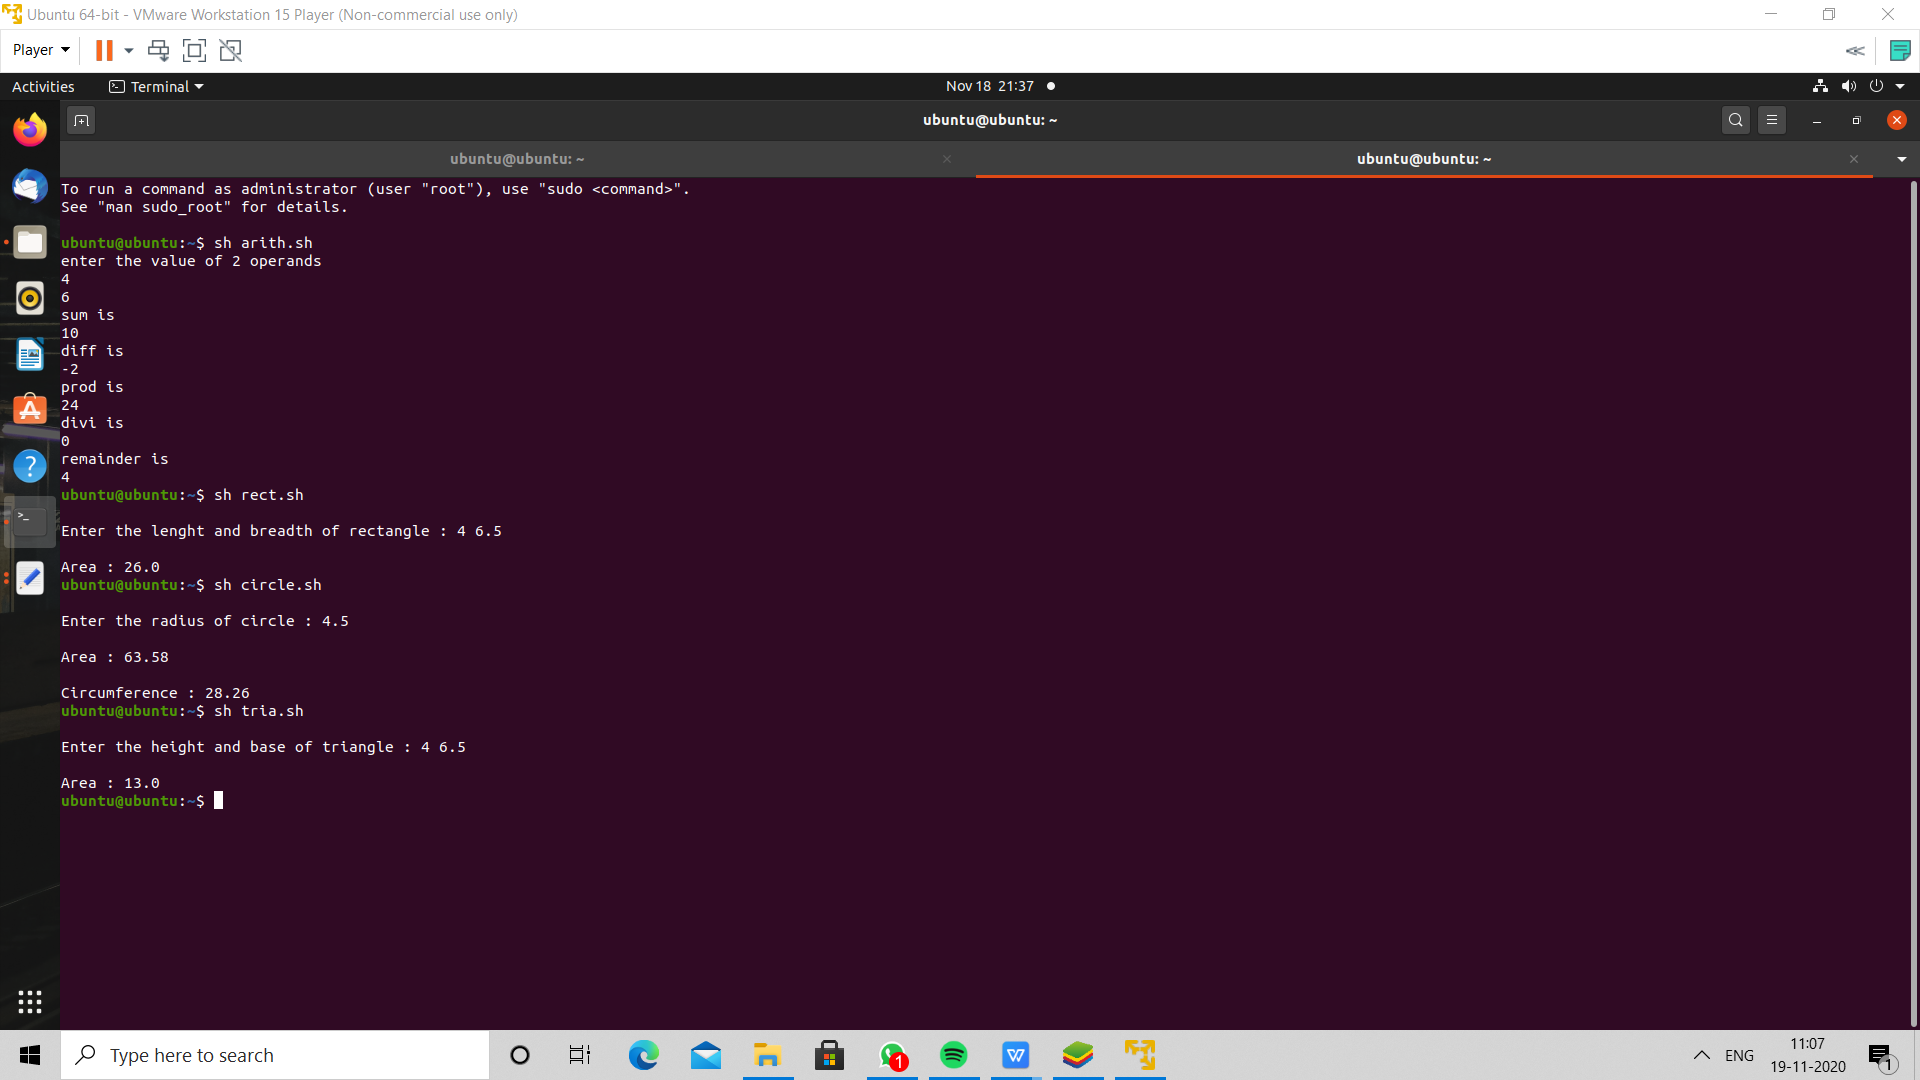 Ubuntu 64-bit - VMware Workstation 15 Player (Non-commercial use only)
Player
Activities
Terminal
Nov 18 21:37
ubuntu@ubuntu: ~
ubuntu@ubuntu: ~
ubuntu@ubuntu: ~
To run a command as administrator (user "root"), use "sudo <command>".
See "man sudo_root" for details.
ubuntu@ubuntu:~$ sh arith.sh
enter the value of 2 operands
4
6
sum is
10
diff is
-2
prod is
24
divi is
0
remainder is
4
ubuntu@ubuntu:~$ sh rect.sh
Enter the lenght and breadth of rectangle : 4 6.5
Area : 26.0
ubuntu@ubuntu:~$ sh circle.sh
Enter the radius of circle : 4.5
Area : 63.58
Circumference : 28.26
ubuntu@ubuntu:~$ sh tria.sh
Enter the height and base of triangle : 4 6.5
Area : 13.0
ubuntu@ubuntu:~$
Type here to search
1
ENG
11:07
19-11-2020
1